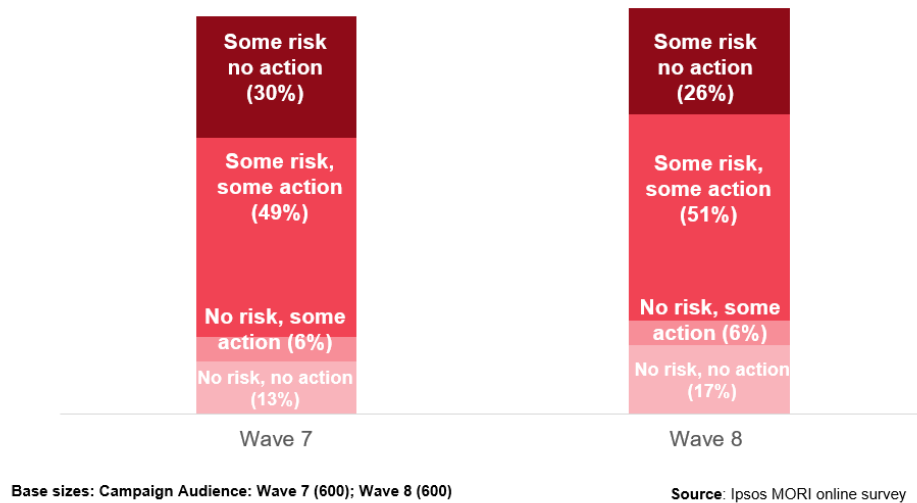 Some risk
no action
(30%)
Some risk,
some action
(49%)
No risk, some
action (6%)
No risk, no action
(13%)
Wave 7
Some risk
no action
(26%)
Some risk,
some action
(51%)
No risk, some
action (6%)
No risk, no action
(17%)
Wave 8
Base sizes: Campaign Audience: Wave 7 (600); Wave 8 (600)
Source: Ipsos MORI online survey